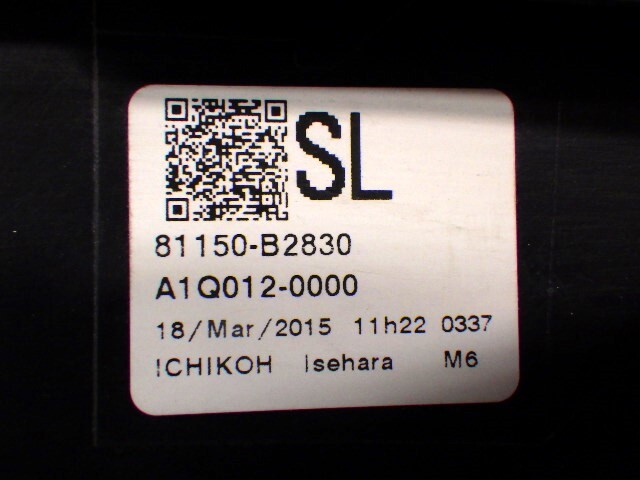 SL
81150-B2830
A1Q012-0000
18/Mar/2015 11h22 0337
ICHIKOH Isehara M6